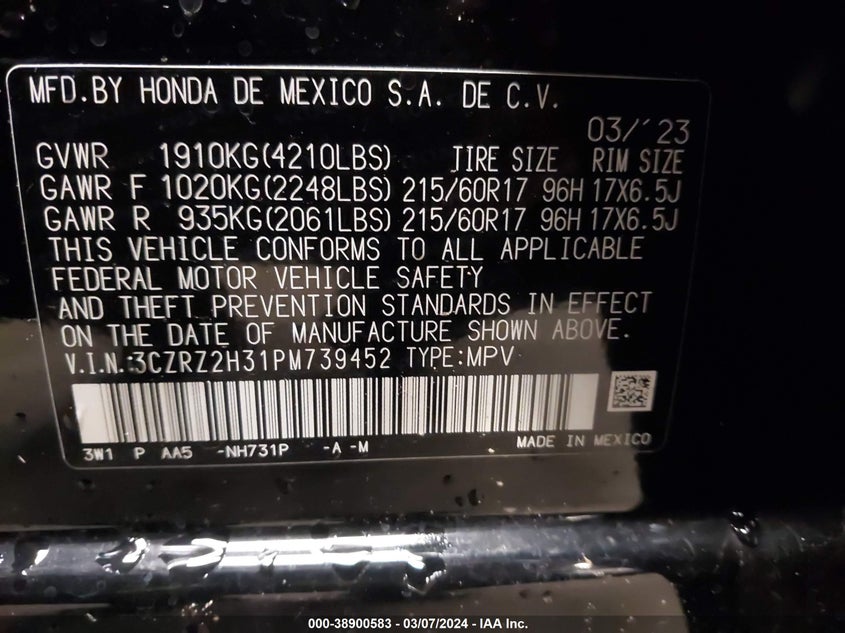 MFD.BY HONDA DE MEXICO S.A. DE C.V.
03/'23
GVWR 1910KG(4210LBS) TIRE SIZE RIM SIZE
GAWR F 1020KG(2248LBS) 215/60R17 96H 17X6.5J
GAWR R 935KG(2061LBS) 215/60R17 96H 17X6.5J
THIS VEHICLE CONFORMS TO ALL APPLICABLE
FEDERAL MOTOR VEHICLE SAFETY
AND THEFT PREVENTION STANDARDS IN EFFECT
ON THE DATE OF MANUFACTURE SHOWN ABOVE.
V.I.N.:3CZRZ2H31PM739452 TYPE:MPV
3W1 P AA5 -NH731P -A -M MADE IN MEXICO
000-38900583 - 03/07/2024 - IAA Inc.